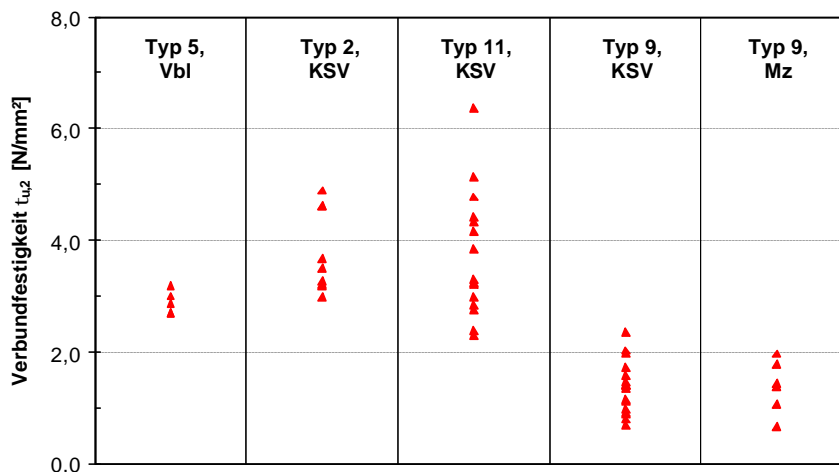 8,0
6,0
4,0
2,0
0,0
Verbundfestigkeit τu,2 [N/mm²]
Typ 5,
Vbl
Typ 2,
KSV
Typ 11,
KSV
Typ 9,
KSV
Typ 9,
Mz